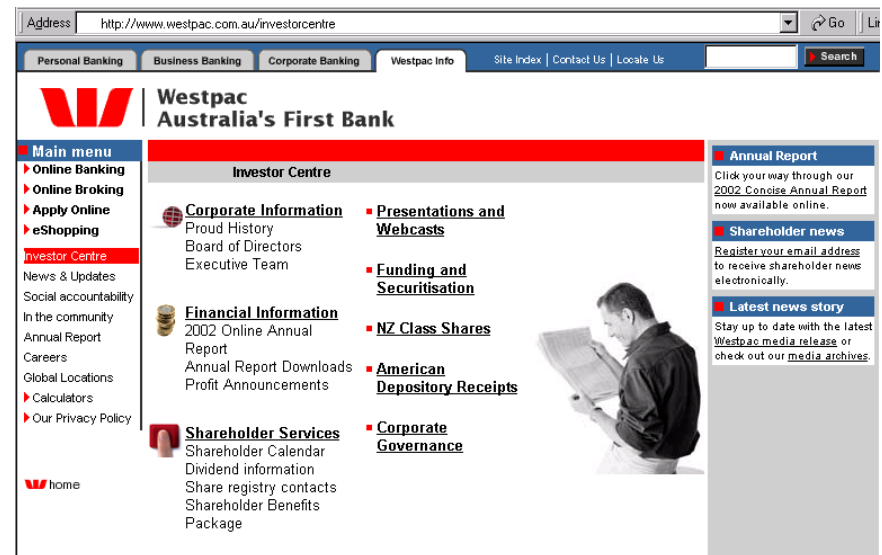 Address http://www.westpac.com.au/investorcentre Go
Personal Banking Business Banking Corporate Banking Westpac Info Site Index | Contact Us | Locate Us Search
Westpac
Australia's First Bank
Main menu
Online Banking
Online Broking
Apply Online
eShopping
Investor Centre
News & Updates
Social accountability
In the community
Annual Report
Careers
Global Locations
Calculators
Our Privacy Policy
home
Investor Centre
Corporate Information
Proud History
Board of Directors
Executive Team
Financial Information
2002 Online Annual
Report
Annual Report Downloads
Profit Announcements
Shareholder Services
Shareholder Calendar
Dividend information
Share registry contacts
Shareholder Benefits
Package
Presentations and
Webcasts
Funding and
Securitisation
NZ Class Shares
American
Depository Receipts
Corporate
Governance
Annual Report
Click your way through our
2002 Concise Annual Report
now available online.
Shareholder news
Register your email address
to receive shareholder news
electronically.
Latest news story
Stay up to date with the latest
Westpac media release or
check out our media archives.